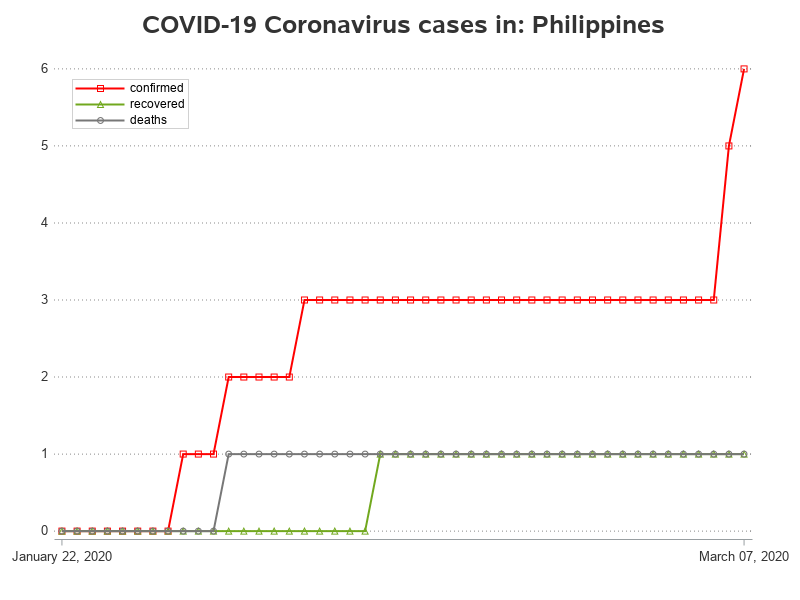 COVID-19 Coronavirus cases in: Philippines
6
confirmed
recovered
deaths
5
4
3
2
1
0
January 22, 2020
March 07, 2020